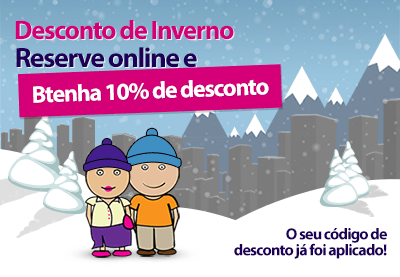 Desconto de Inverno
Reserve online e
Btenha 10% de desconto
O seu código de
desconto já foi aplicado!